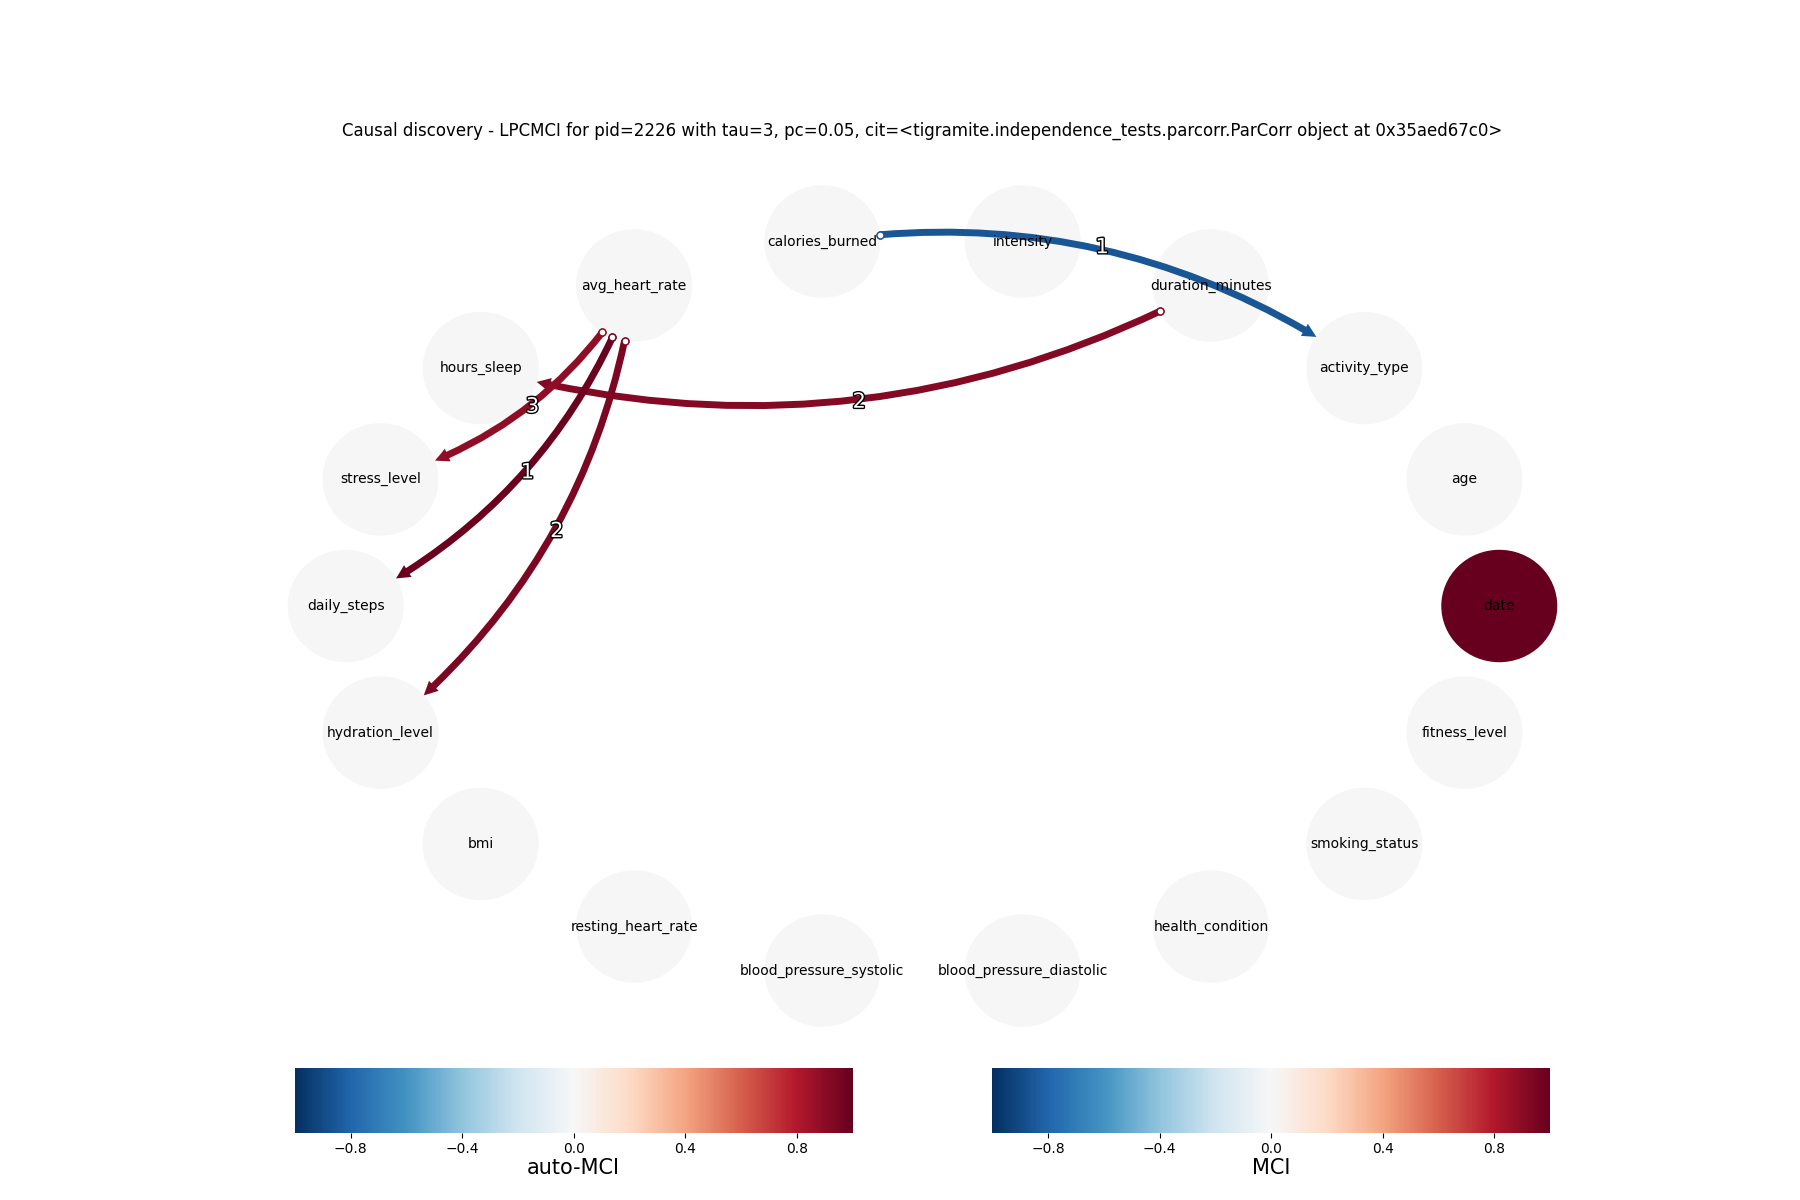 Causal discovery - LPCMCI for pid=2226 with tau=3, pc=0.05, cit=<tigramite.independence_tests.parcorr.ParCorr object at 0x35aed67c0>
calories_burned
intensity
1
avg_heart_rate
duration_minutes
hours_sleep
activity_type
3
2
stress_level
1
age
2
daily_steps
date
hydration_level
fitness_level
bmi
smoking_status
resting_heart_rate
health_condition
blood_pressure_systolic
blood_pressure_diastolic
−0.8 −0.4 0.0 0.4 0.8
auto-MCI
−0.8 −0.4 0.0 0.4 0.8
MCI